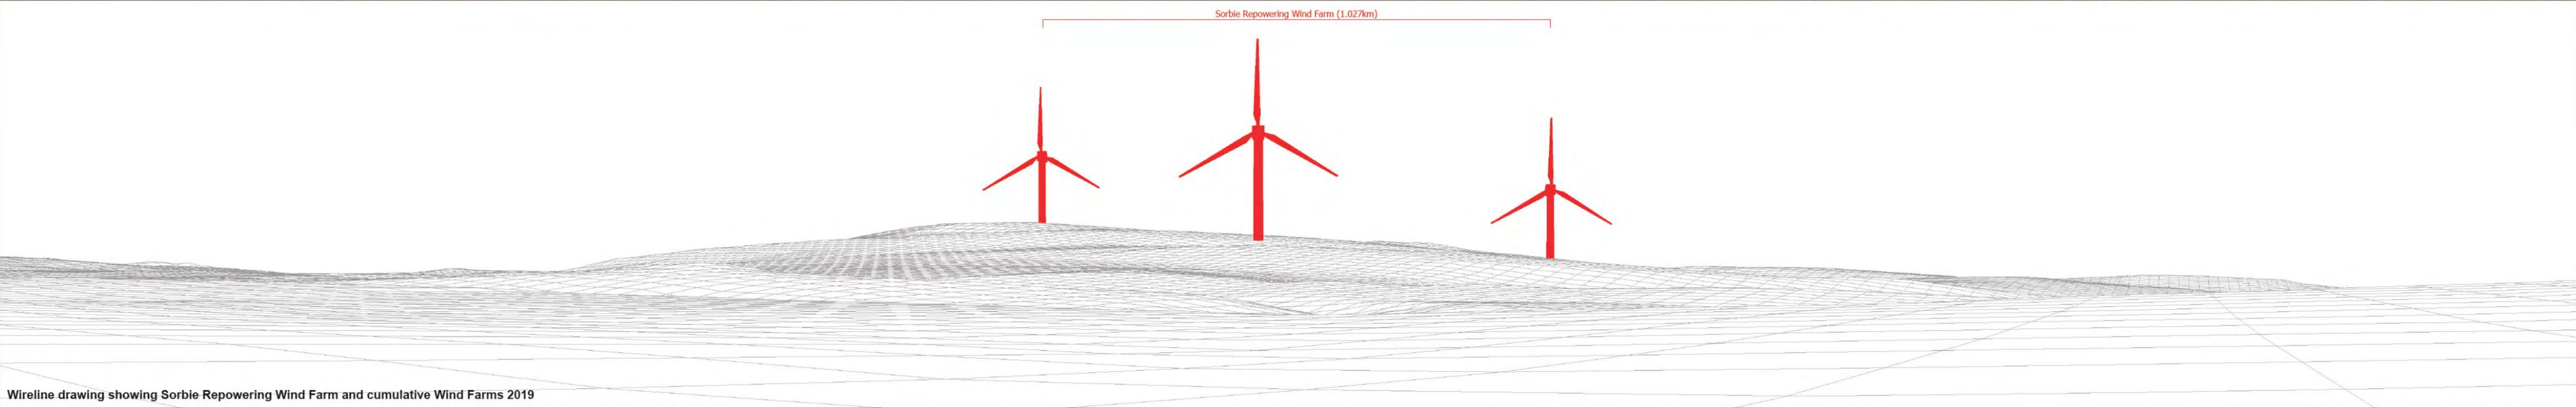 Sorbie Repowering Wind Farm (1.027km)
Wireline drawing showing Sorbie Repowering Wind Farm and cumulative Wind Farms 2019